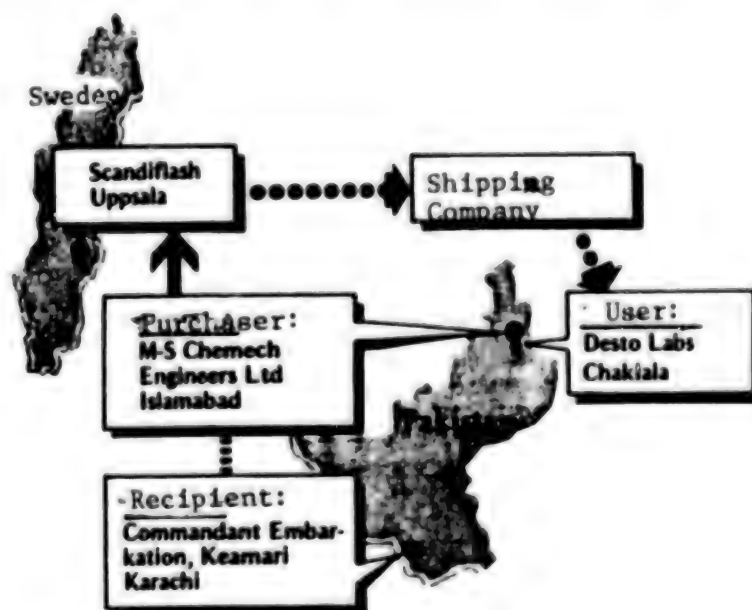 Sweden
Scandiflash
Uppsala
Shipping
Company
Purchaser:
M-S Chemech
Engineers Ltd
Islamabad
User:
Desto Labs
Chaklala
Recipient:
Commandant Embar-
kation, Keamari
Karachi